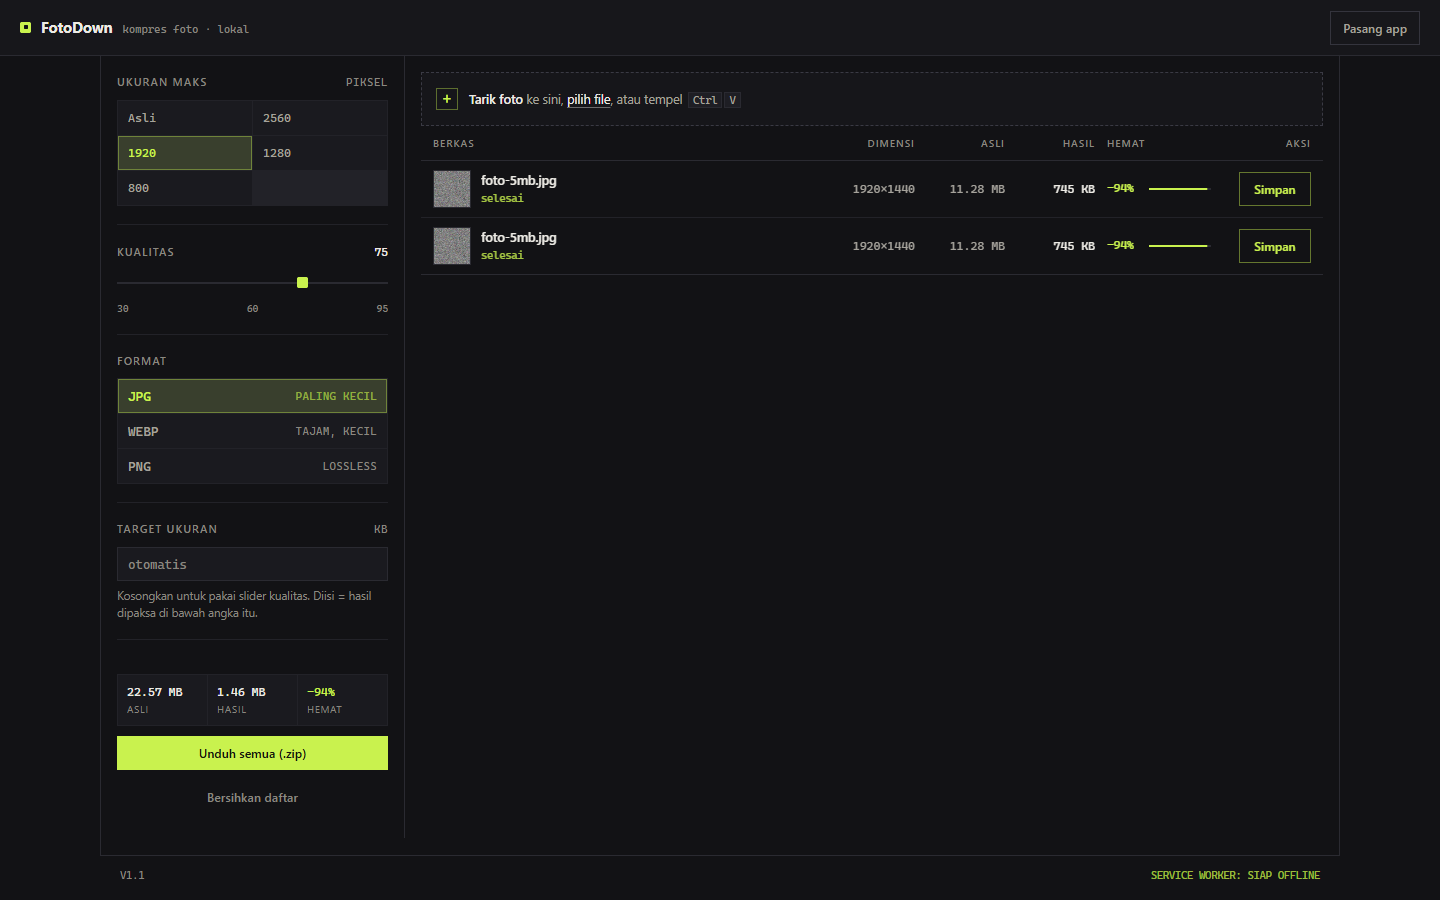 FotoDown kompres foto · lokal
Pasang app
UKURAN MAKS PIKSEL
Asli 2560
1920 1280
800
KUALITAS 75
30 60 95
FORMAT
JPG PALING KECIL
WEBP TAJAM, KECIL
PNG LOSSLESS
TARGET UKURAN KB
otomatis
Kosongkan untuk pakai slider kualitas. Diisi = hasil
dipaksa di bawah angka itu.
22.57 MB 1.46 MB −94%
ASLI HASIL HEMAT
Unduh semua (.zip)
Bersihkan daftar
+ Tarik foto ke sini, pilih file, atau tempel Ctrl V
BERKAS DIMENSI ASLI HASIL HEMAT AKSI
foto-5mb.jpg 1920×1440 11.28 MB 745 KB −94% Simpan
selesai
foto-5mb.jpg 1920×1440 11.28 MB 745 KB −94% Simpan
selesai
V1.1
SERVICE WORKER: SIAP OFFLINE